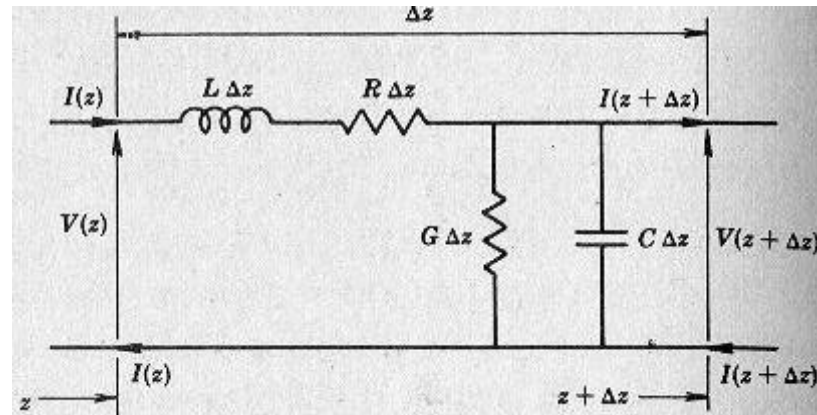 Δz
I(z)
L Δz
R Δz
I(z + Δz)
V(z)
G Δz
C Δz
V(z + Δz)
I(z)
I(z + Δz)
z
z + Δz